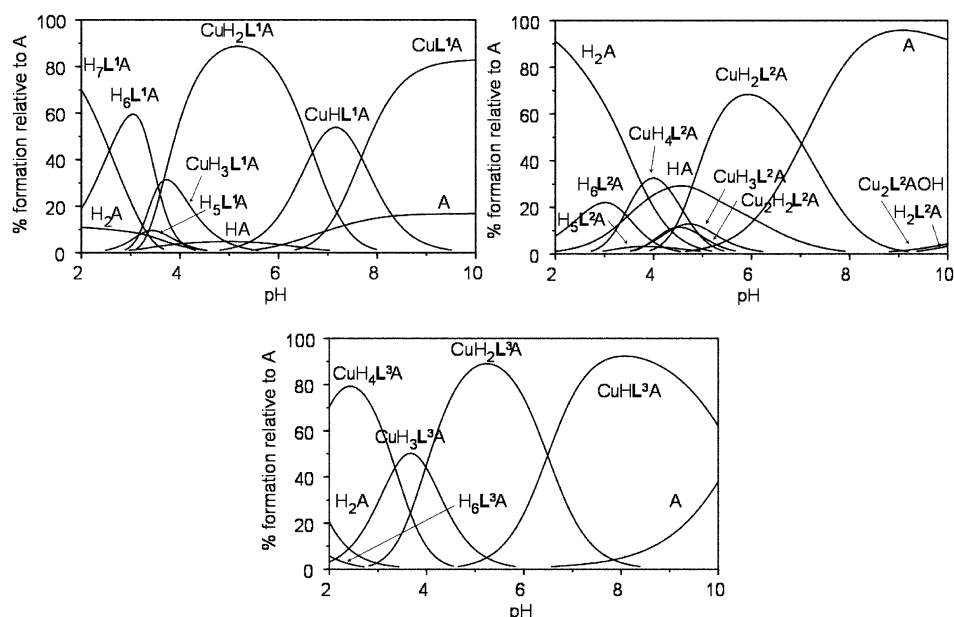 % formation relative to A
100
80
60
40
20
0
2 4 6 8 10
pH
H₇L¹A
H₆L¹A
H₂A
CuH₂L¹A
CuH₃L¹A
H₅L¹A
HA
CuHL¹A
CuL¹A
A
% formation relative to A
100
80
60
40
20
0
2 4 6 8 10
pH
H₂A
H₆L²A
H₅L²A
CuH₄L²A
HA
CuH₂L²A
CuH₃L²A
Cu₂H₂L²A
A
Cu₂L²AOH
H₂L²A
% formation relative to A
100
80
60
40
20
0
2 4 6 8 10
pH
CuH₄L³A
CuH₃L³A
H₂A
H₆L³A
CuH₂L³A
CuHL³A
A